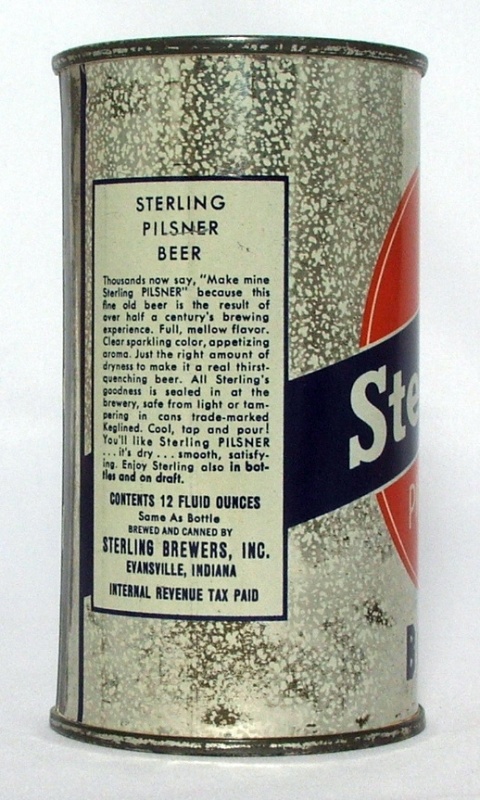 STERLING
PILSNER
BEER
Thousands now say, "Make mine
Sterling PILSNER" because this
fine old beer is the result of
over half a century's brewing
experience. Full, mellow flavor.
Clear sparkling color, appetizing
aroma. Just the right amount of
dryness to make it a real thirst-
quenching beer. All Sterling's
goodness is sealed in at the
brewery, safe from light or tam-
pering in cans trade-marked
Keglined. Cool, tap and pour!
You'll like Sterling PILSNER
...it's dry...smooth, satisfy-
ing. Enjoy Sterling also in bot-
tles and on draft.
CONTENTS 12 FLUID OUNCES
Same As Bottle
BREWED AND CANNED BY
STERLING BREWERS, INC.
EVANSVILLE, INDIANA
INTERNAL REVENUE TAX PAID
Ste
P
B